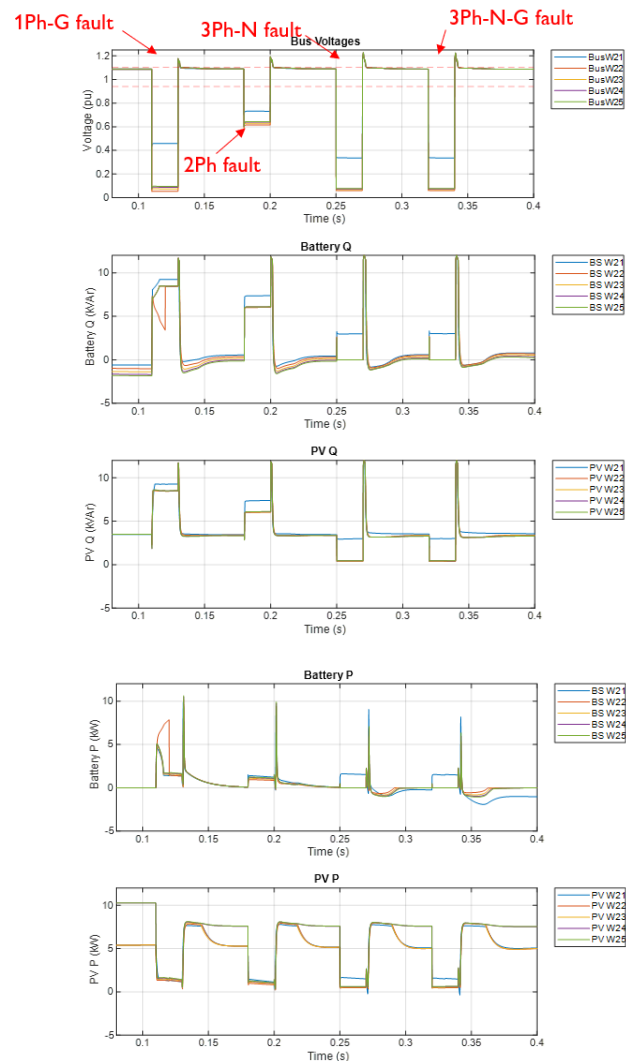 1Ph-G fault
3Ph-N fault
3Ph-N-G fault
2Ph fault
Bus Voltages
Voltage (pu)
1.2
1
0.8
0.6
0.4
0.2
0
0.1
0.15
0.2
0.25
0.3
0.35
0.4
Time (s)
BusW21
BusW22
BusW23
BusW24
BusW25
Battery Q
Battery Q (kVAr)
10
5
0
-5
0.1
0.15
0.2
0.25
0.3
0.35
0.4
Time (s)
BS W21
BS W22
BS W23
BS W24
BS W25
PV Q
PV Q (kVAr)
10
5
0
-5
0.1
0.15
0.2
0.25
0.3
0.35
0.4
Time (s)
PV W21
PV W22
PV W23
PV W24
PV W25
Battery P
Battery P (kW)
10
5
0
-5
0.1
0.15
0.2
0.25
0.3
0.35
0.4
Time (s)
BS W21
BS W22
BS W23
BS W24
BS W25
PV P
PV P (kW)
10
5
0
-5
0.1
0.15
0.2
0.25
0.3
0.35
0.4
Time (s)
PV W21
PV W22
PV W23
PV W24
PV W25